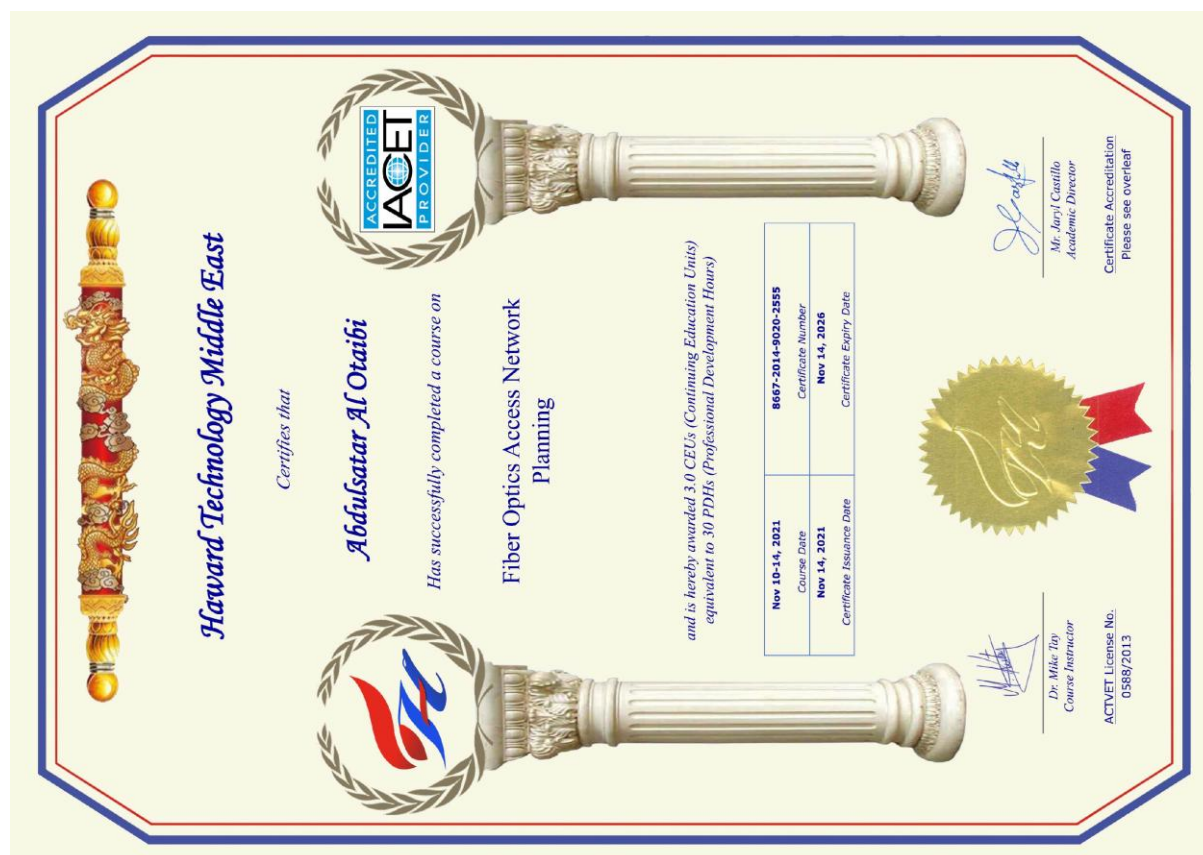 ACCREDITED
IACET
PROVIDER
Haward Technology Middle East
Certifies that
Abdulsatar Al Otaibi
Has successfully completed a course on
Fiber Optics Access Network
Planning
and is hereby awarded 3.0 CEUs (Continuing Education Units)
equivalent to 30 PDHs (Professional Development Hours)
Nov 10-14, 2021 8667-2014-9020-2555
Course Date Certificate Number
Nov 14, 2021 Nov 14, 2026
Certificate Issuance Date Certificate Expiry Date
Dr. Mike Tay
Course Instructor
Mr. Jaryl Castillo
Academic Director
ACTVET License No.
0588/2013
Certificate Accreditation
Please see overleaf